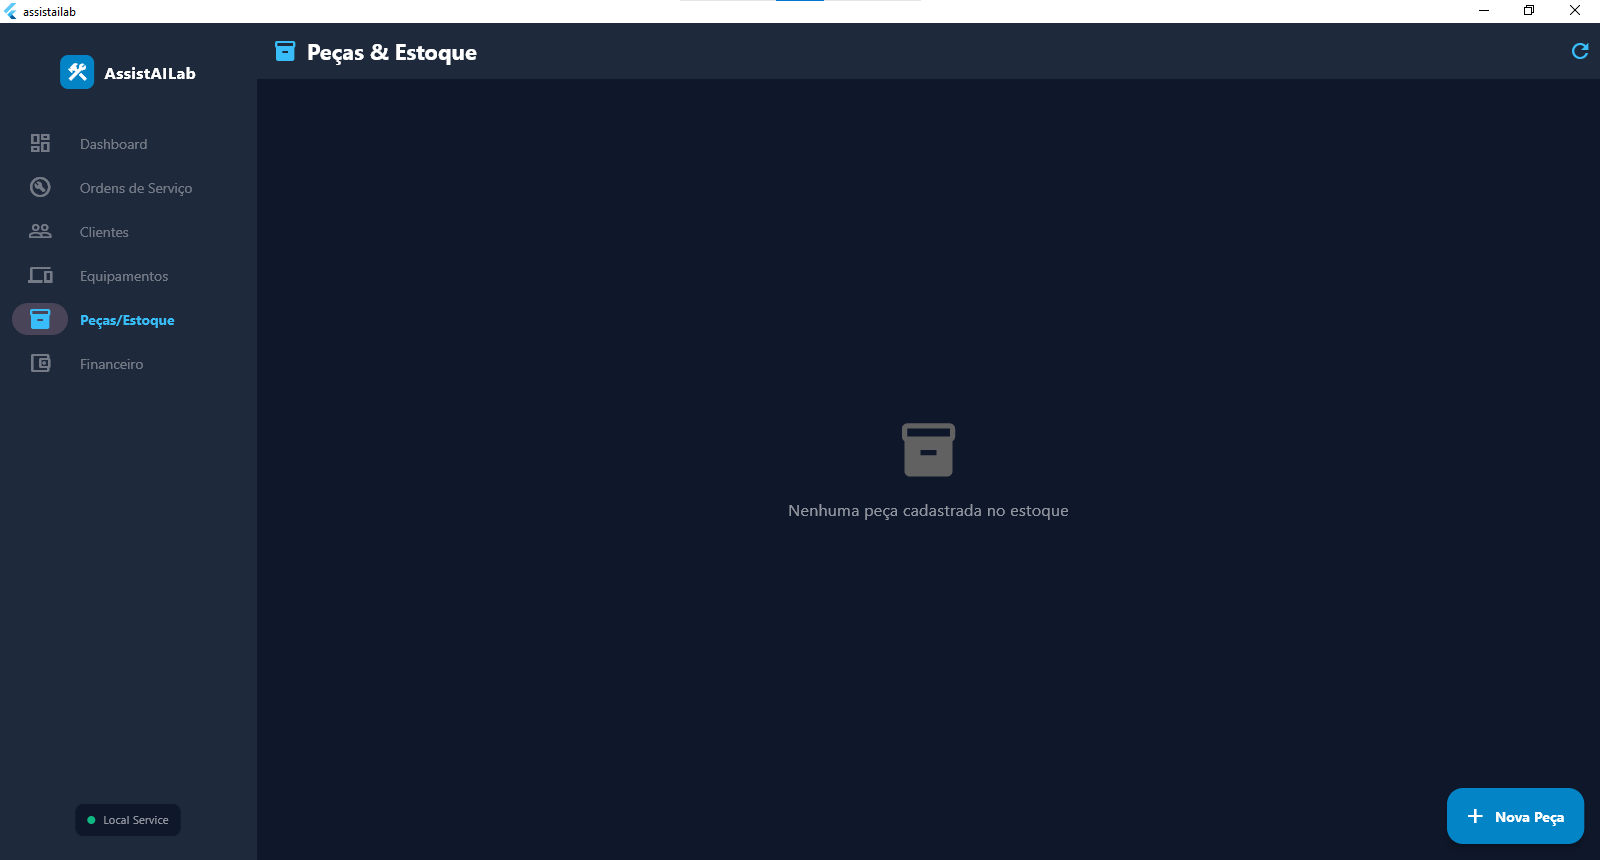 assistailab
AssistAILab
Dashboard
Ordens de Serviço
Clientes
Equipamentos
Peças/Estoque
Financeiro
Local Service
Peças & Estoque
Nenhuma peça cadastrada no estoque
Nova Peça